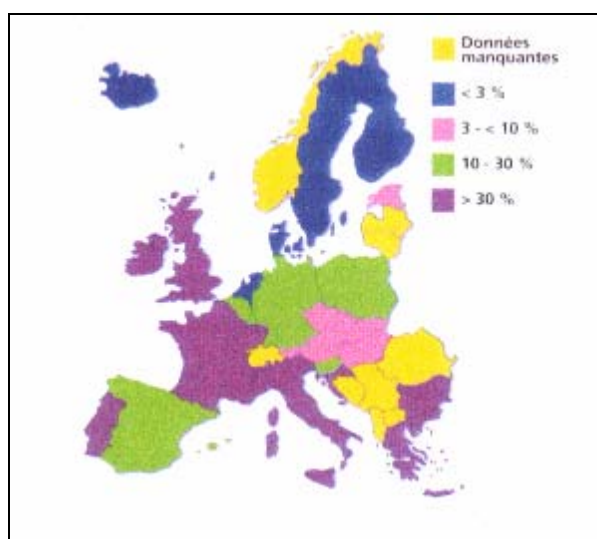 Données
manquantes
< 3 %
3 - < 10 %
10 - 30 %
> 30 %